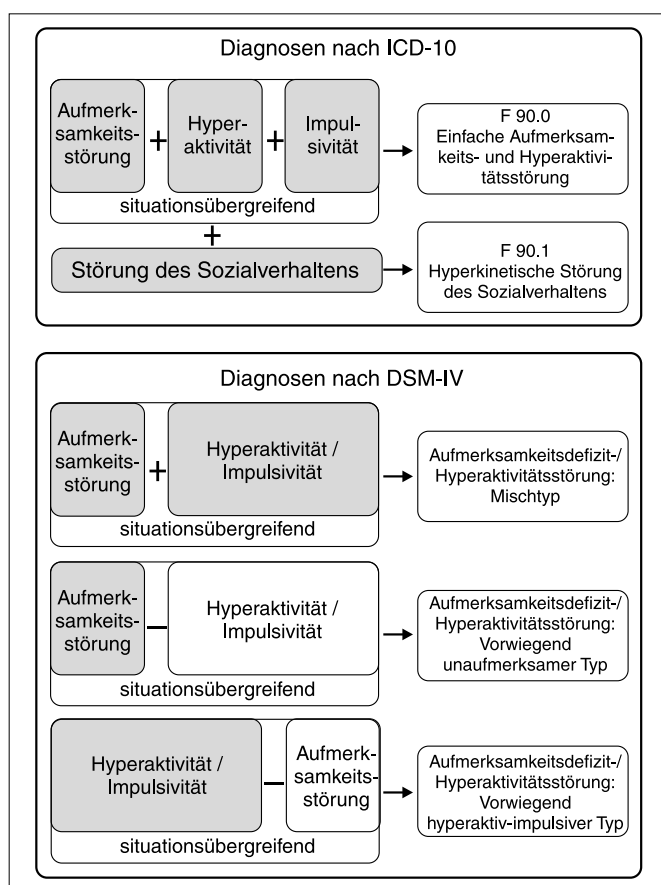 Diagnosen nach ICD-10
Aufmerk-
samkeits-
störung
+
Hyper-
aktivität
+
Impul-
sivität
situationsübergreifend
F 90.0
Einfache Aufmerksam-
keits- und Hyperaktivi-
tätsstörung
+
Störung des Sozialverhaltens
F 90.1
Hyperkinetische Störung
des Sozialverhaltens
Diagnosen nach DSM-IV
Aufmerk-
samkeits-
störung
+
Hyperaktivität /
Impulsivität
situationsübergreifend
Aufmerksamkeitsdefizit-/
Hyperaktivitätsstörung:
Mischtyp
Aufmerk-
samkeits-
störung
–
Hyperaktivität /
Impulsivität
situationsübergreifend
Aufmerksamkeitsdefizit-/
Hyperaktivitätsstörung:
Vorwiegend
unaufmerksamer Typ
Hyperaktivität /
Impulsivität
–
Aufmerk-
samkeits-
störung
situationsübergreifend
Aufmerksamkeitsdefizit-/
Hyperaktivitätsstörung:
Vorwiegend
hyperaktiv-impulsiver Typ